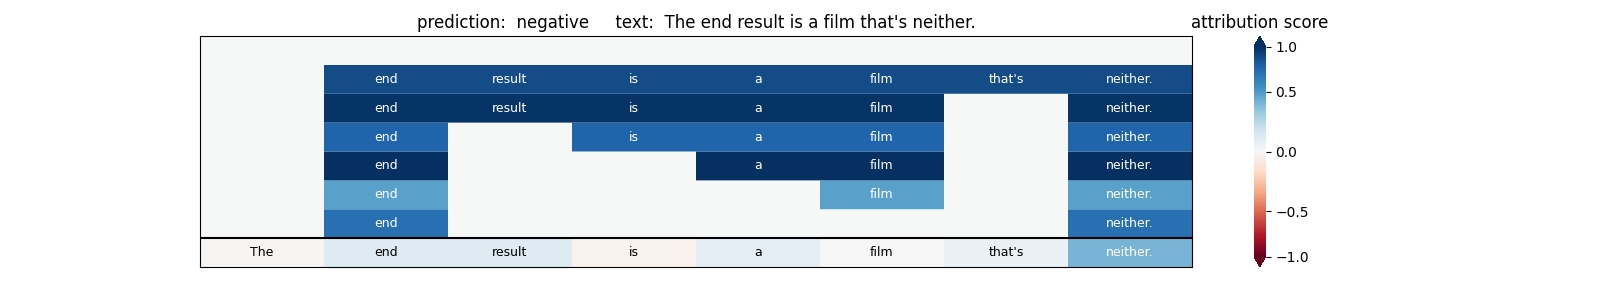 prediction:  negative     text:  The end result is a film that's neither.
attribution score
end result is a film that's neither.
end result is a film neither.
end is a film neither.
end a film neither.
end film neither.
end neither.
The end result is a film that's neither.
1.0
0.5
0.0
−0.5
−1.0